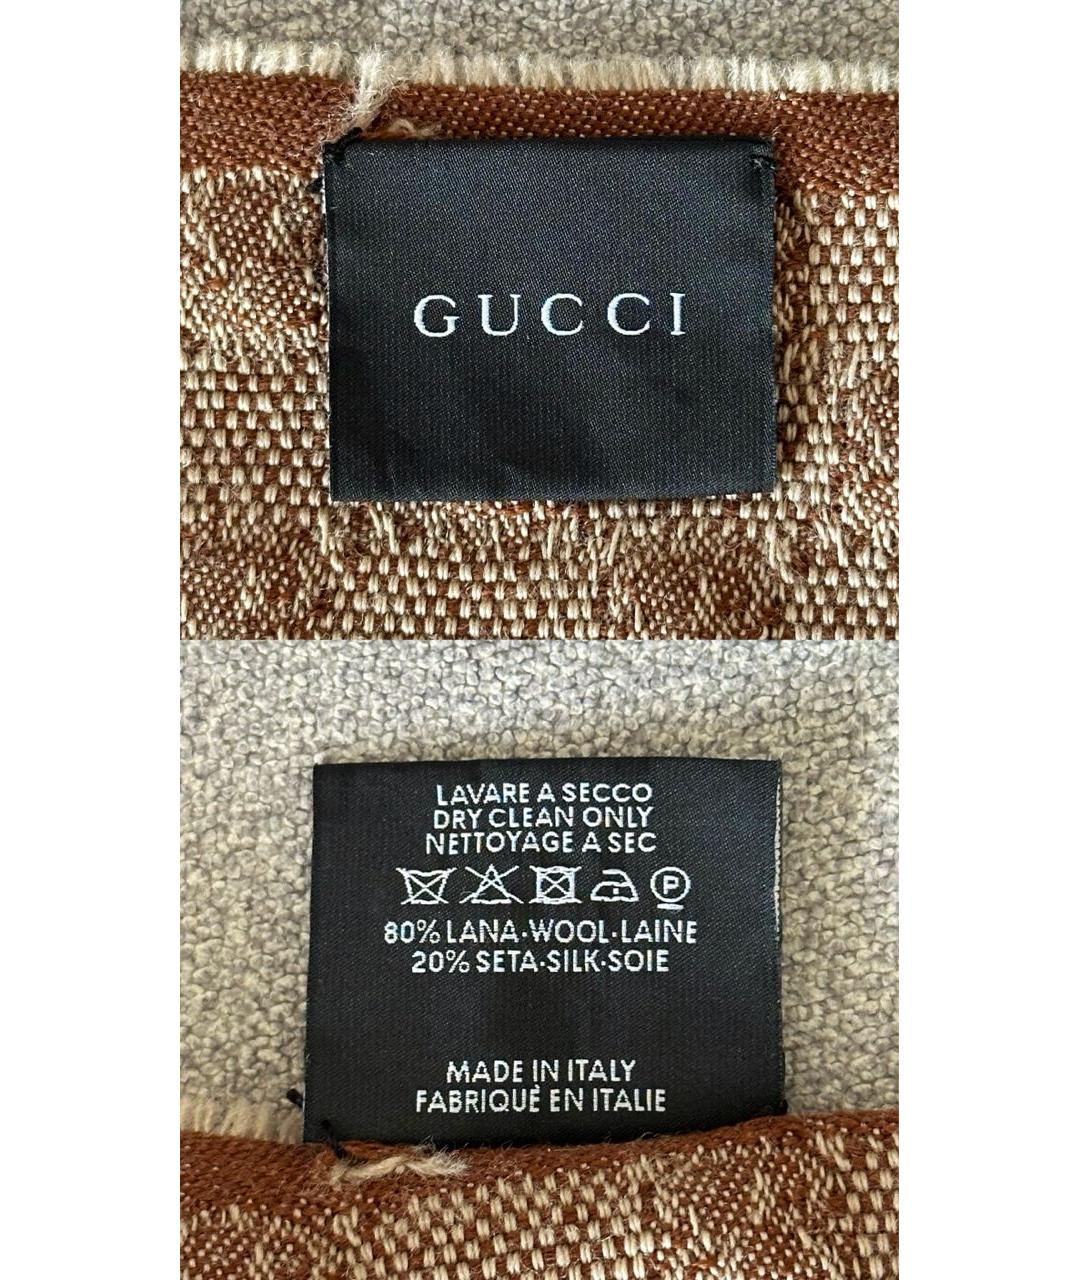 GUCCI
LAVARE A SECCO
DRY CLEAN ONLY
NETTOYAGE A SEC
P
80% LANA·WOOL·LAINE
20% SETA·SILK·SOIE
MADE IN ITALY
FABRIQUÈ EN ITALIE